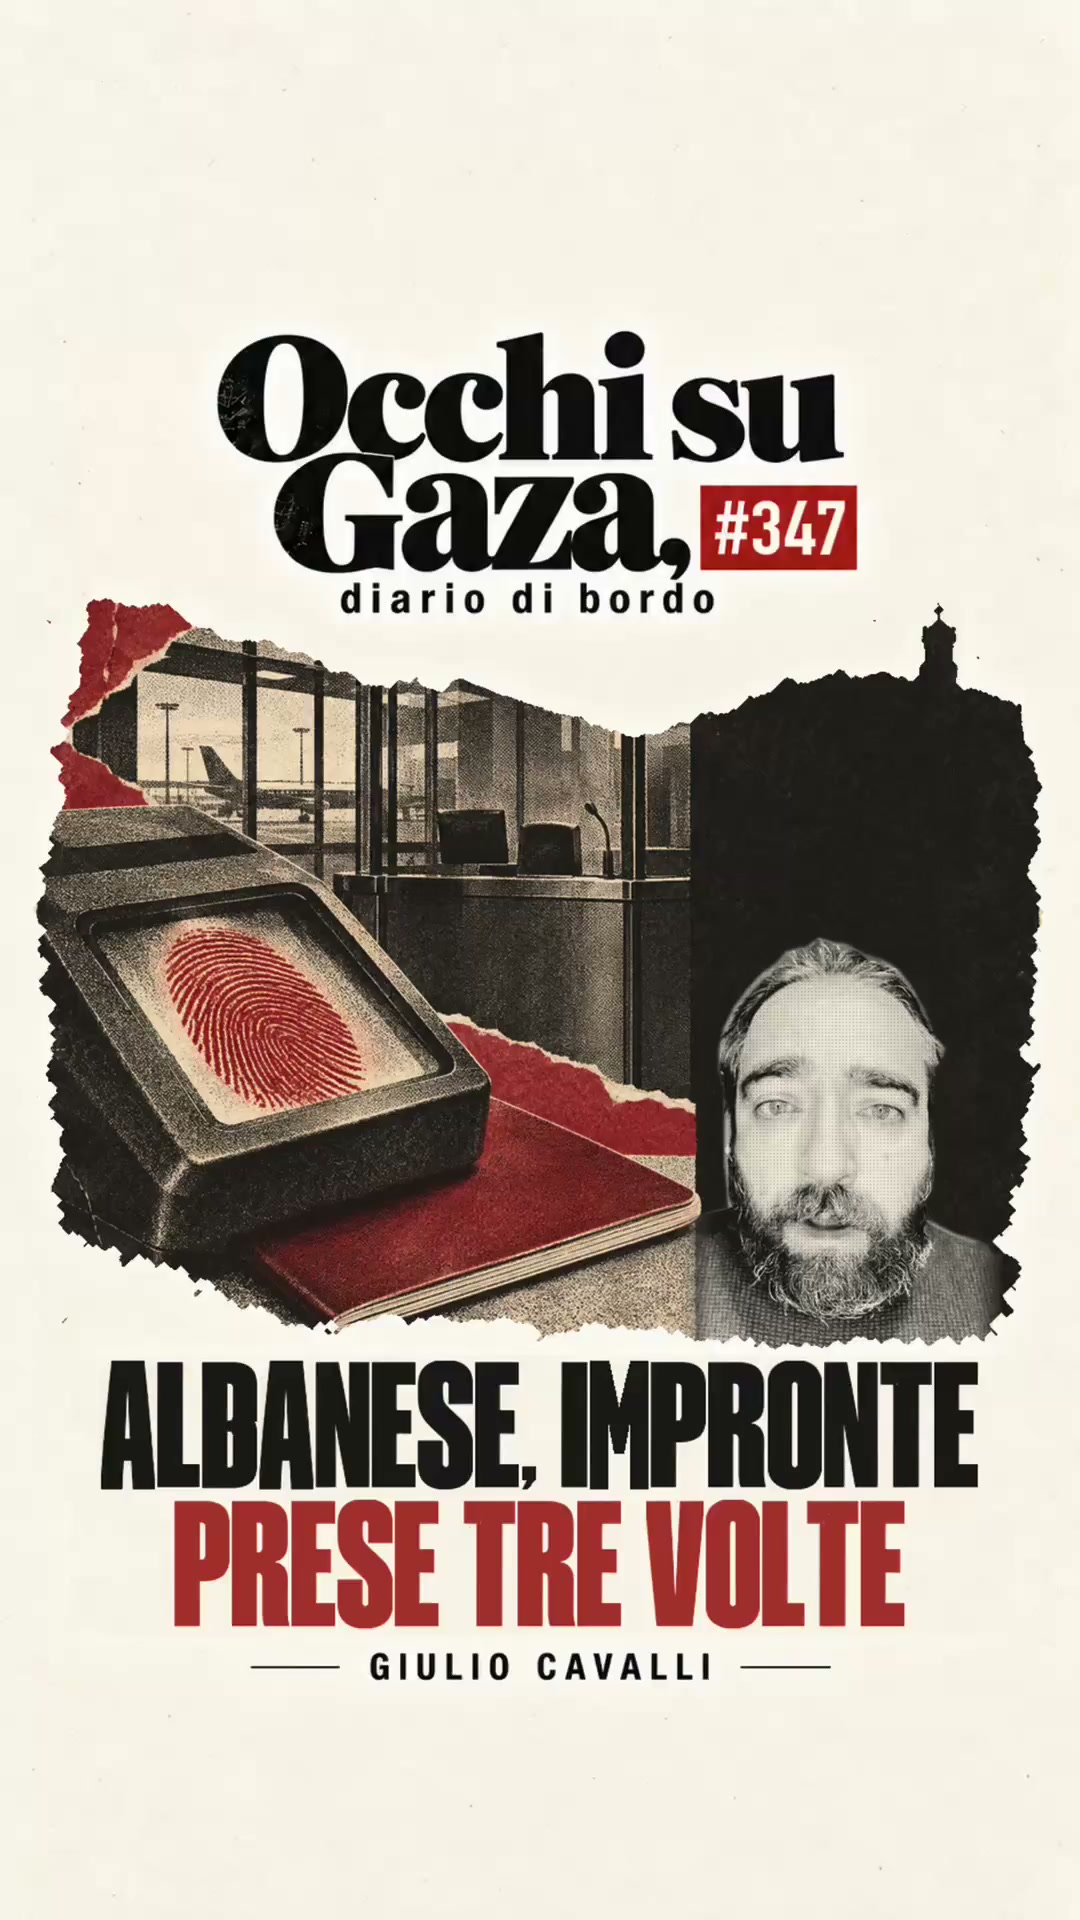 Occhi su
Gaza, #347
diario di bordo
ALBANESE, IMPRONTE
PRESE TRE VOLTE
GIULIO CAVALLI